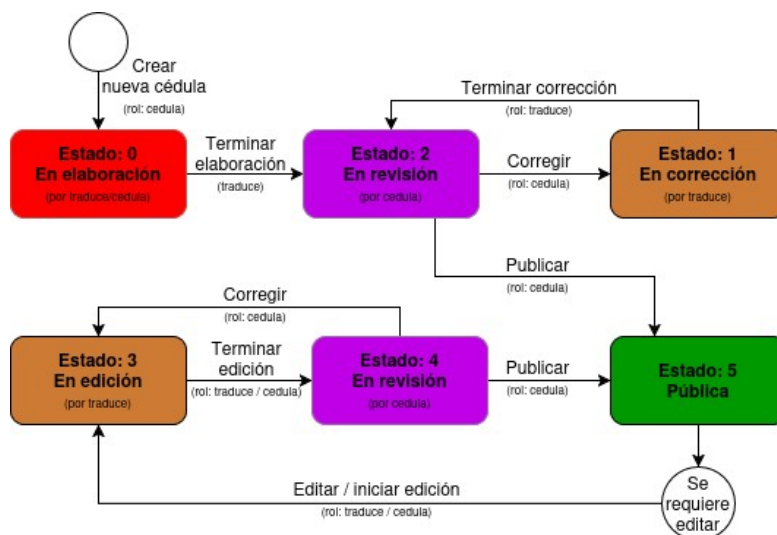 Crear
nueva cédula
(rol: cedula)
Terminar corrección
(rol: traduce)
Estado: 0
En elaboración
(por traduce/cedula)
Terminar
elaboración
(traduce)
Estado: 2
En revisión
(por cedula)
Corregir
(rol: cedula)
Estado: 1
En corrección
(por traduce)
Publicar
(rol: cedula)
Corregir
(rol: cedula)
Estado: 3
En edición
(por traduce)
Terminar
edición
(rol: traduce / cedula)
Estado: 4
En revisión
(por cedula)
Publicar
(rol: cedula)
Estado: 5
Pública
Editar / iniciar edición
(rol: traduce / cedula)
Se
requiere
editar